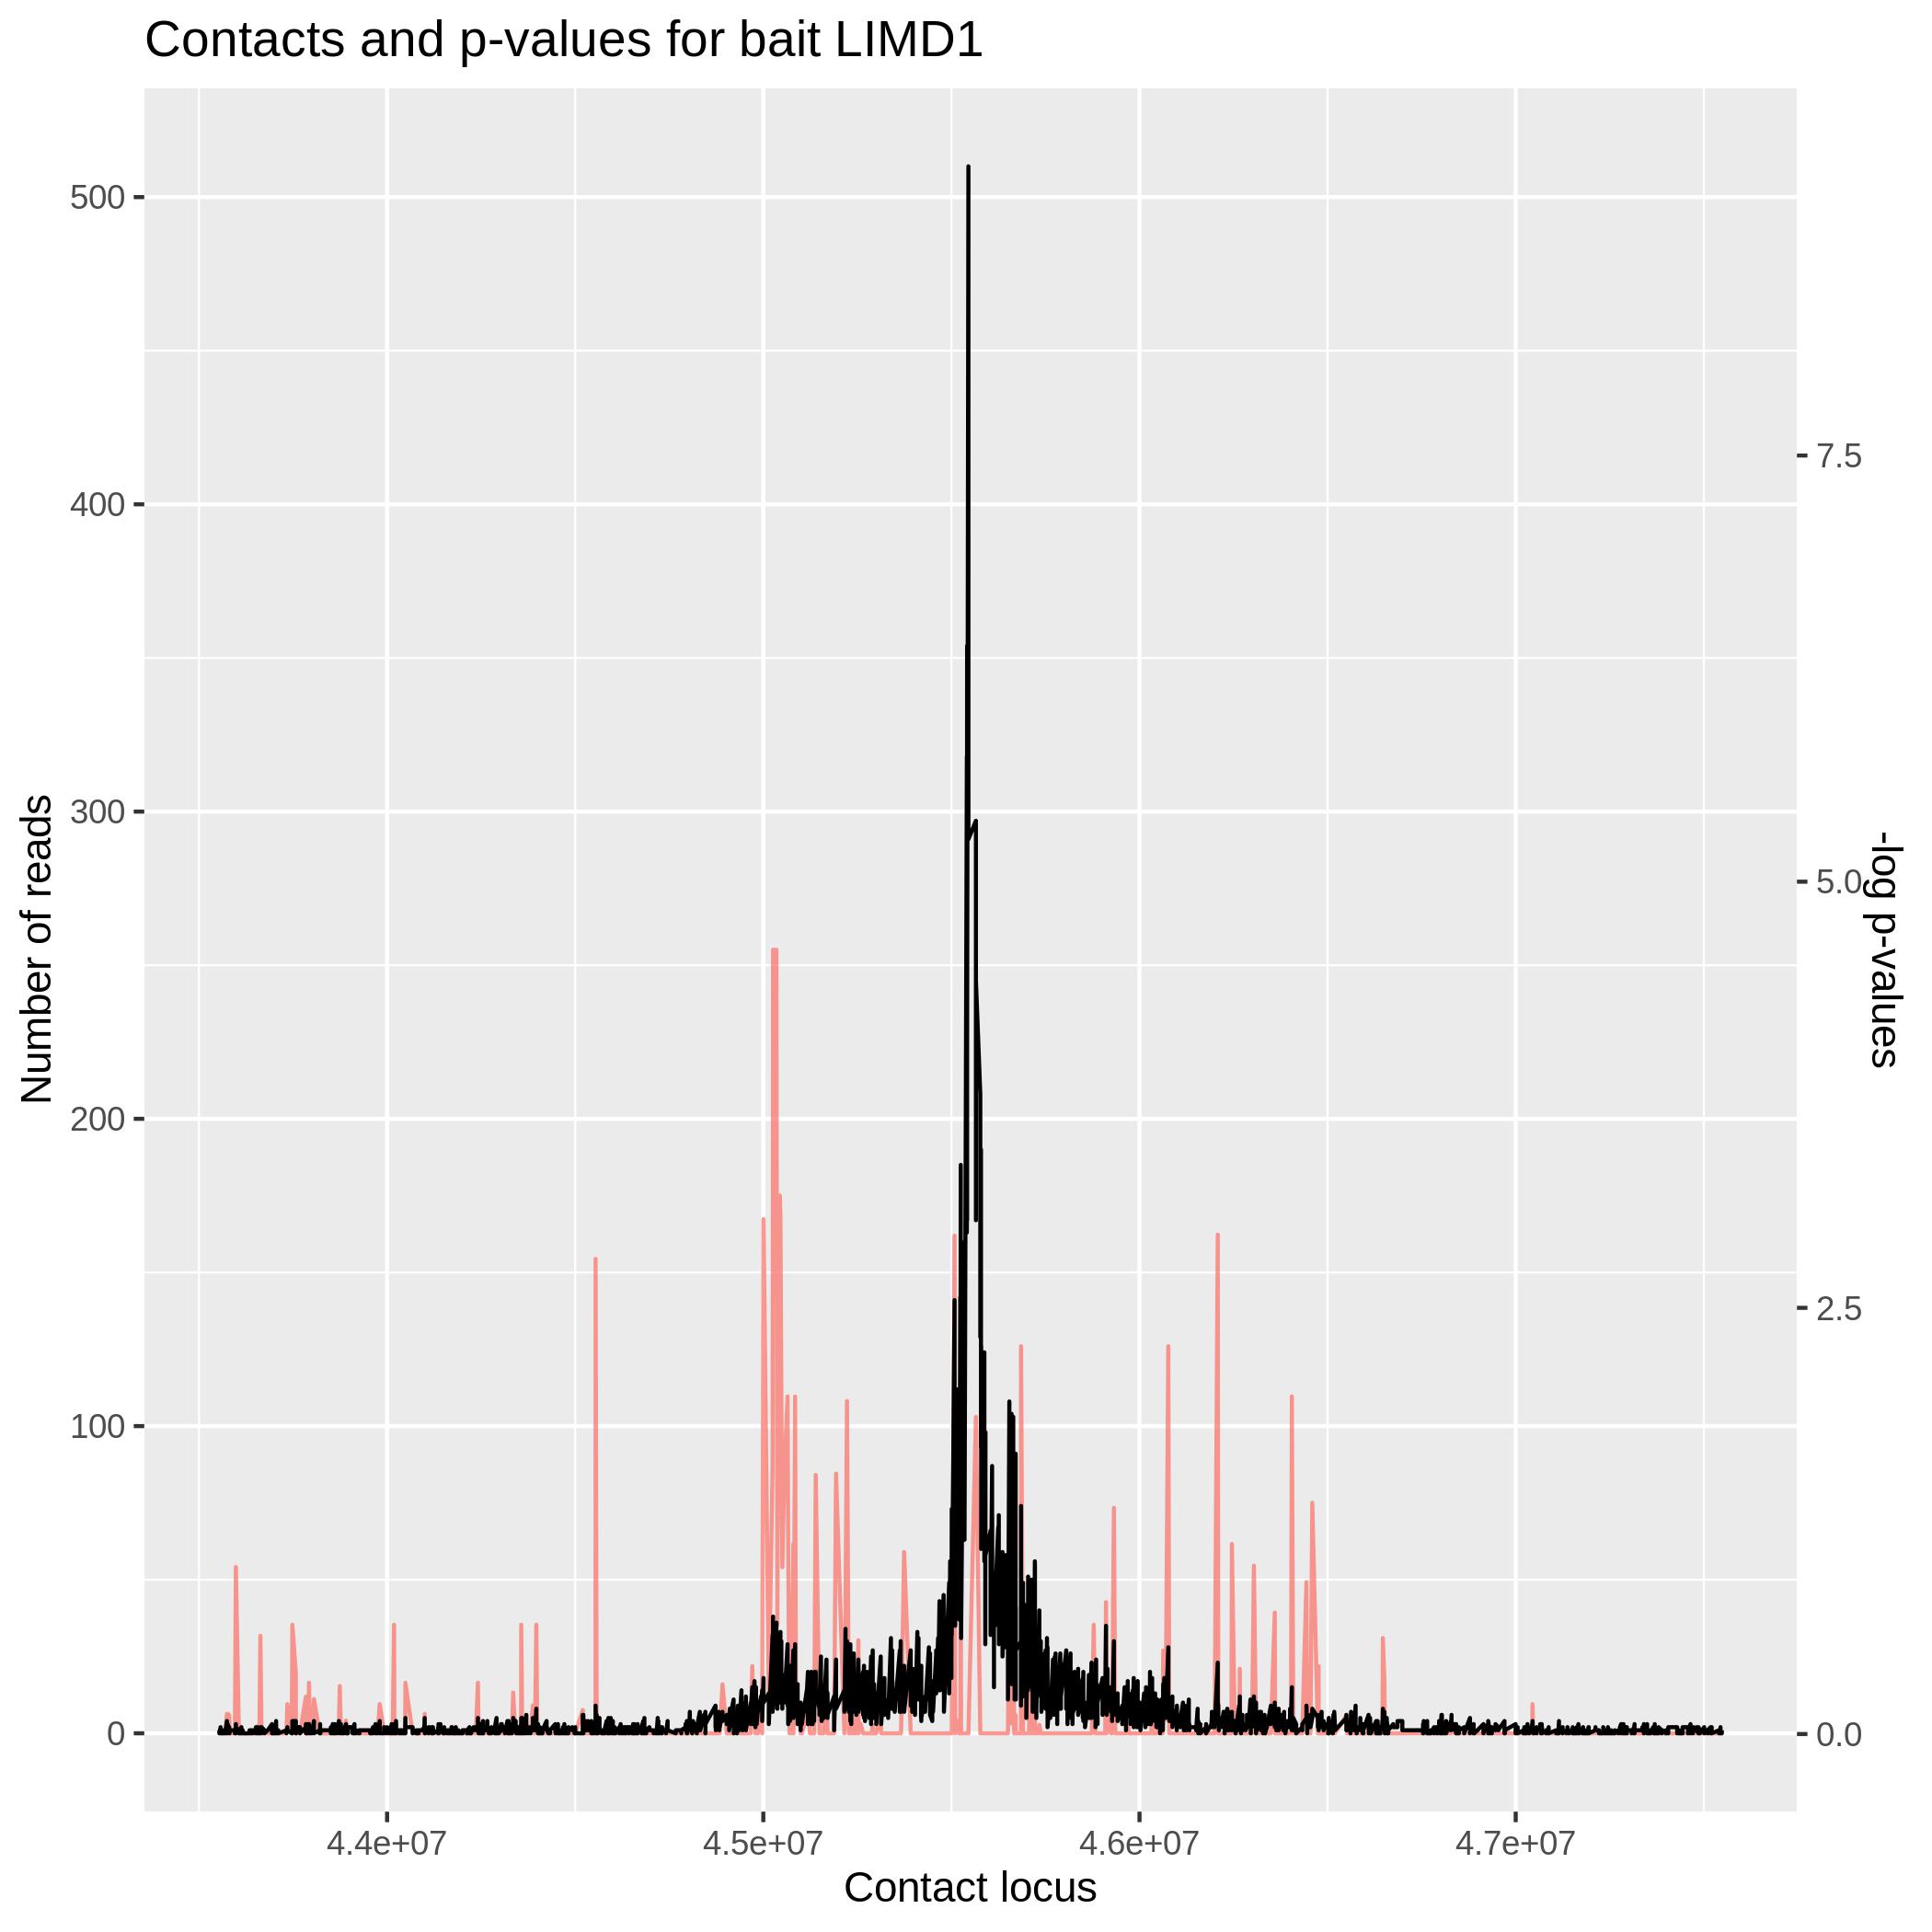 Contacts and p-values for bait LIMD1
500
400
300
200
100
0
Number of reads
7.5
5.0
2.5
0.0
-log p-values
4.4e+07
4.5e+07
4.6e+07
4.7e+07
Contact locus